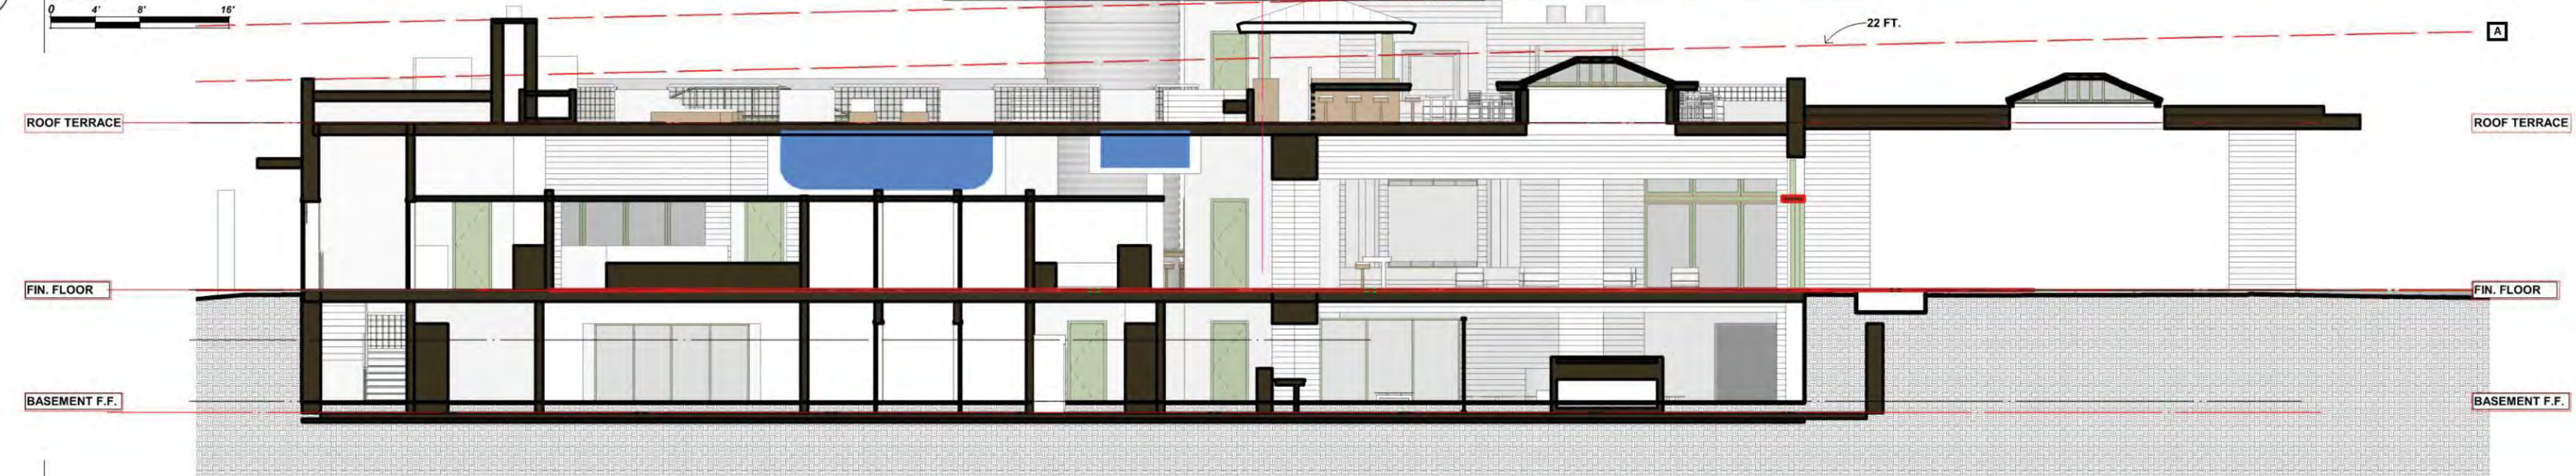 0 4' 8' 16'
22 FT.
A
ROOF TERRACE
ROOF TERRACE
FIN. FLOOR
FIN. FLOOR
BASEMENT F.F.
BASEMENT F.F.